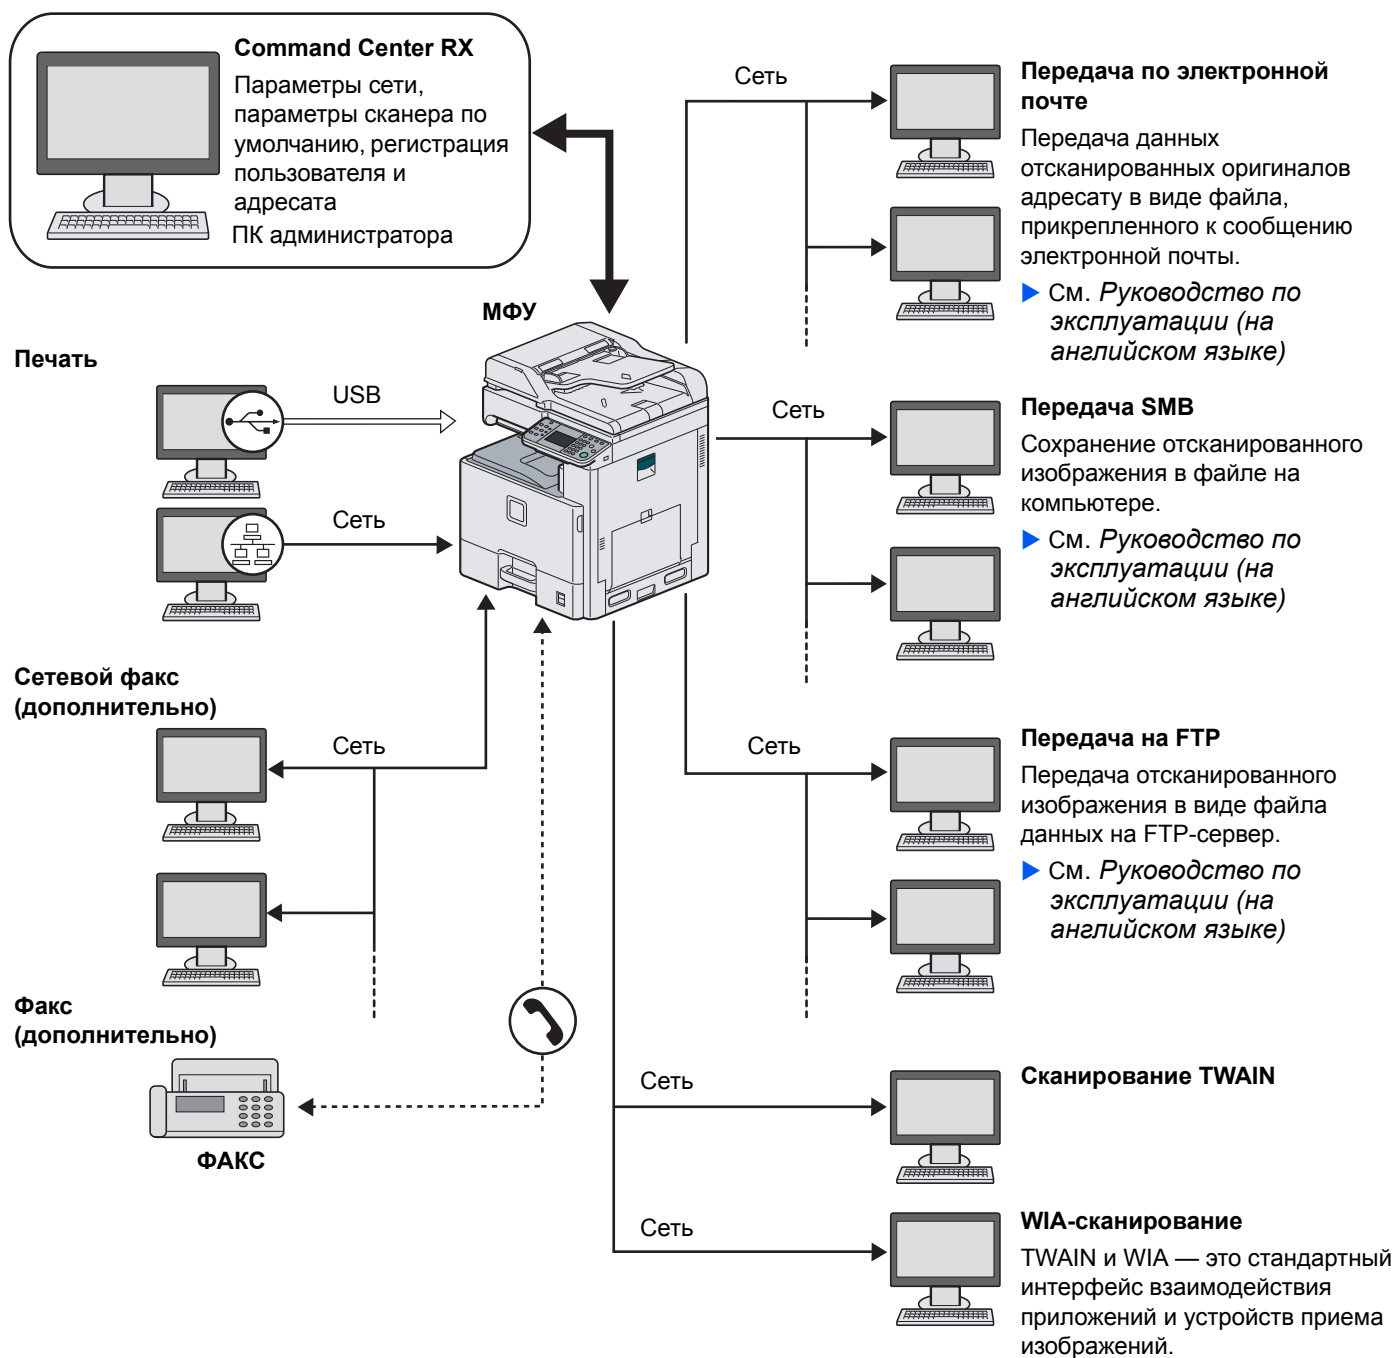 Command Center RX
Параметры сети,
параметры сканера по
умолчанию, регистрация
пользователя и
адресата
ПК администратора
МФУ
Печать
USB
Сеть
Сетевой факс
(дополнительно)
Сеть
Факс
(дополнительно)
ФАКС
Сеть
Передача по электронной
почте
Передача данных
отсканированных оригиналов
адресату в виде файла,
прикрепленного к сообщению
электронной почты.
См. Руководство по
эксплуатации (на
английском языке)
Сеть
Передача SMB
Сохранение отсканированного
изображения в файле на
компьютере.
См. Руководство по
эксплуатации (на
английском языке)
Сеть
Передача на FTP
Передача отсканированного
изображения в виде файла
данных на FTP-сервер.
См. Руководство по
эксплуатации (на
английском языке)
Сеть
Сканирование TWAIN
Сеть
WIA-сканирование
TWAIN и WIA — это стандартный
интерфейс взаимодействия
приложений и устройств приема
изображений.